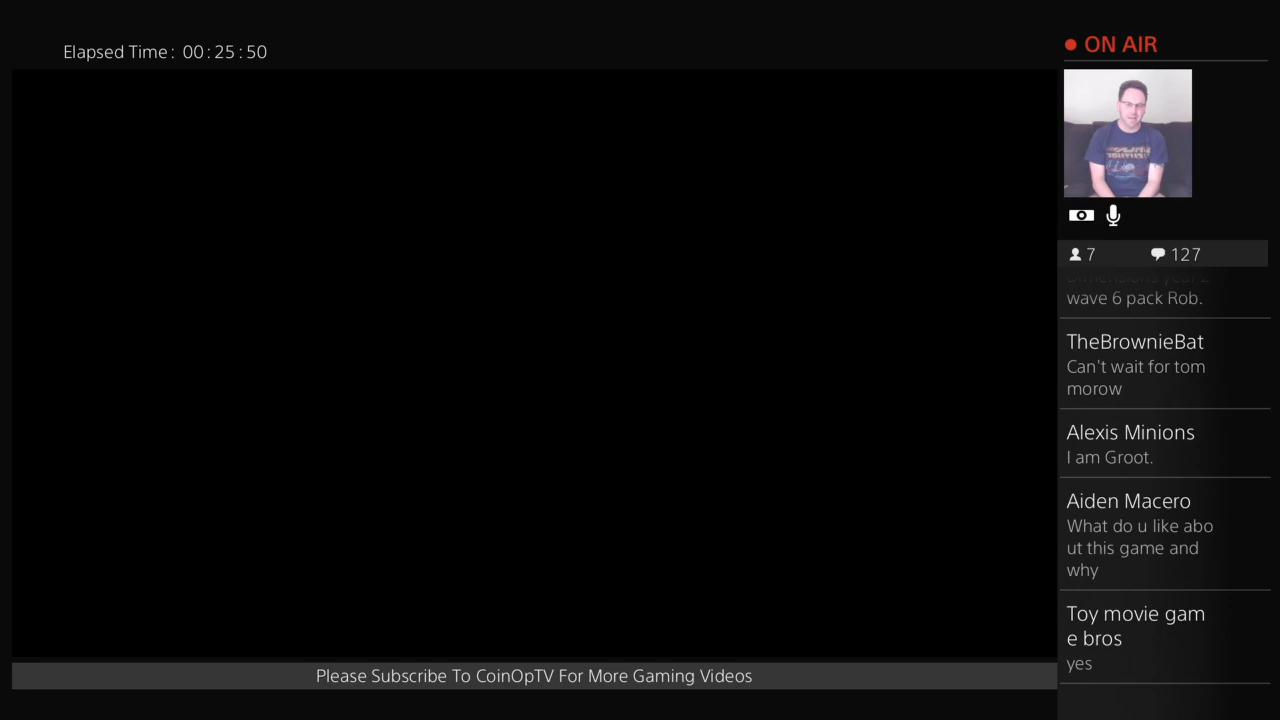 Elapsed Time: 00:25:50
ON AIR
7
127
wave 6 pack Rob.
TheBrownieBat
Can't wait for tom
morow
Alexis Minions
I am Groot.
Aiden Macero
What do u like abo
ut this game and
why
Toy movie gam
e bros
yes
Please Subscribe To CoinOpTV For More Gaming Videos